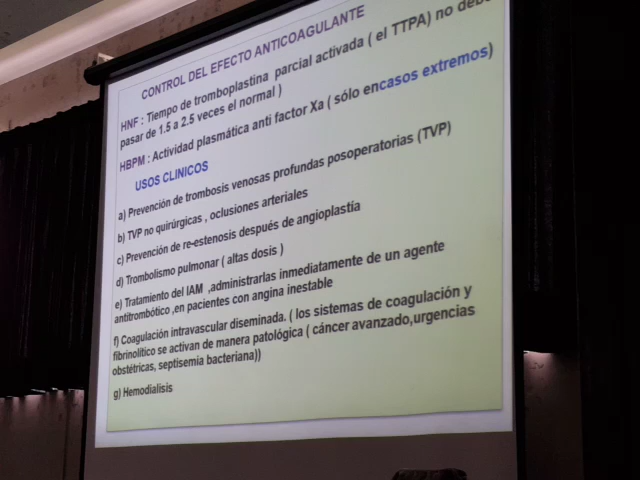 CONTROL DEL EFECTO ANTICOAGULANTE
HNF : Tiempo de tromboplastina parcial activada ( el TTPA) no debe
pasar de 1.5 a 2.5 veces el normal )
HBPM : Actividad plasmática anti factor Xa ( sólo encasos extremos)
USOS CLINICOS
a) Prevención de trombosis venosas profundas posoperatorias (TVP)
b) TVP no quirúrgicas , oclusiones arteriales
c) Prevención de re-estenosis después de angioplastía
d) Trombolismo pulmonar ( altas dosis )
e) Tratamiento del IAM ,administrarlas inmediatamente de un agente
antitrombótico ,en pacientes con angina inestable
f) Coagulación intravascular diseminada. ( los sistemas de coagulación y
fibrinolítico se activan de manera patológica ( cáncer avanzado,urgencias
obstétricas, septisemia bacteriana))
g) Hemodialisis